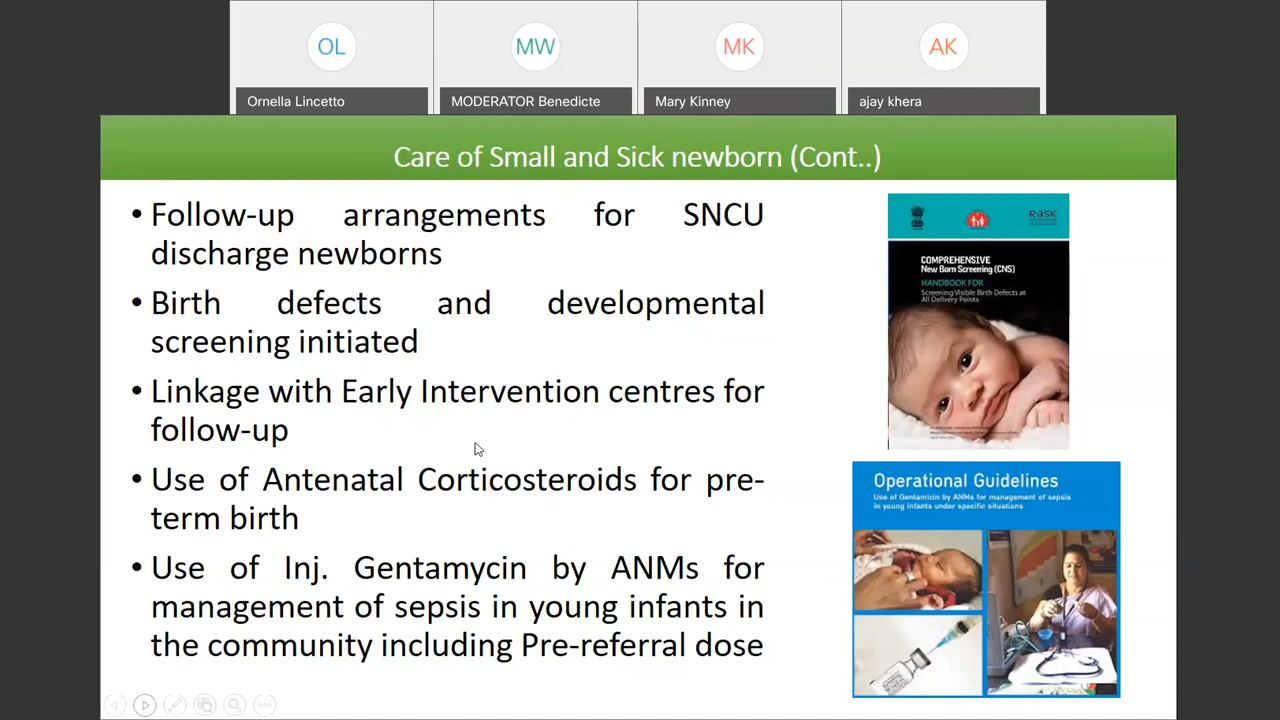 OL
MW
MK
AK
Ornella Lincetto
MODERATOR Benedicte
Mary Kinney
ajay khera
Care of Small and Sick newborn (Cont..)
• Follow-up arrangements for SNCU
discharge newborns
• Birth defects and developmental
screening initiated
• Linkage with Early Intervention centres for
follow-up
• Use of Antenatal Corticosteroids for pre-
term birth
• Use of Inj. Gentamycin by ANMs for
management of sepsis in young infants in
the community including Pre-referral dose
RBSK
COMPREHENSIVE
New Born Screening (CNS)
HANDBOOK FOR
Screening Visible Birth Defects at
All Delivery Points
Operational Guidelines
Use of Gentamicin by ANMs for management of sepsis
in young infants under specific situations